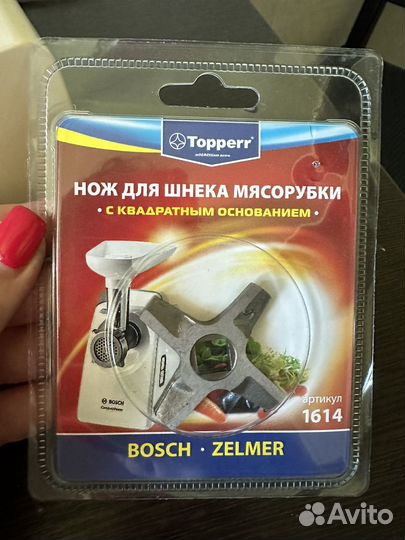 Topperr
НОЖ ДЛЯ ШНЕКА МЯСОРУБКИ
• С КВАДРАТНЫМ ОСНОВАНИЕМ •
BOSCH
артикул
1614
BOSCH · ZELMER
Avito